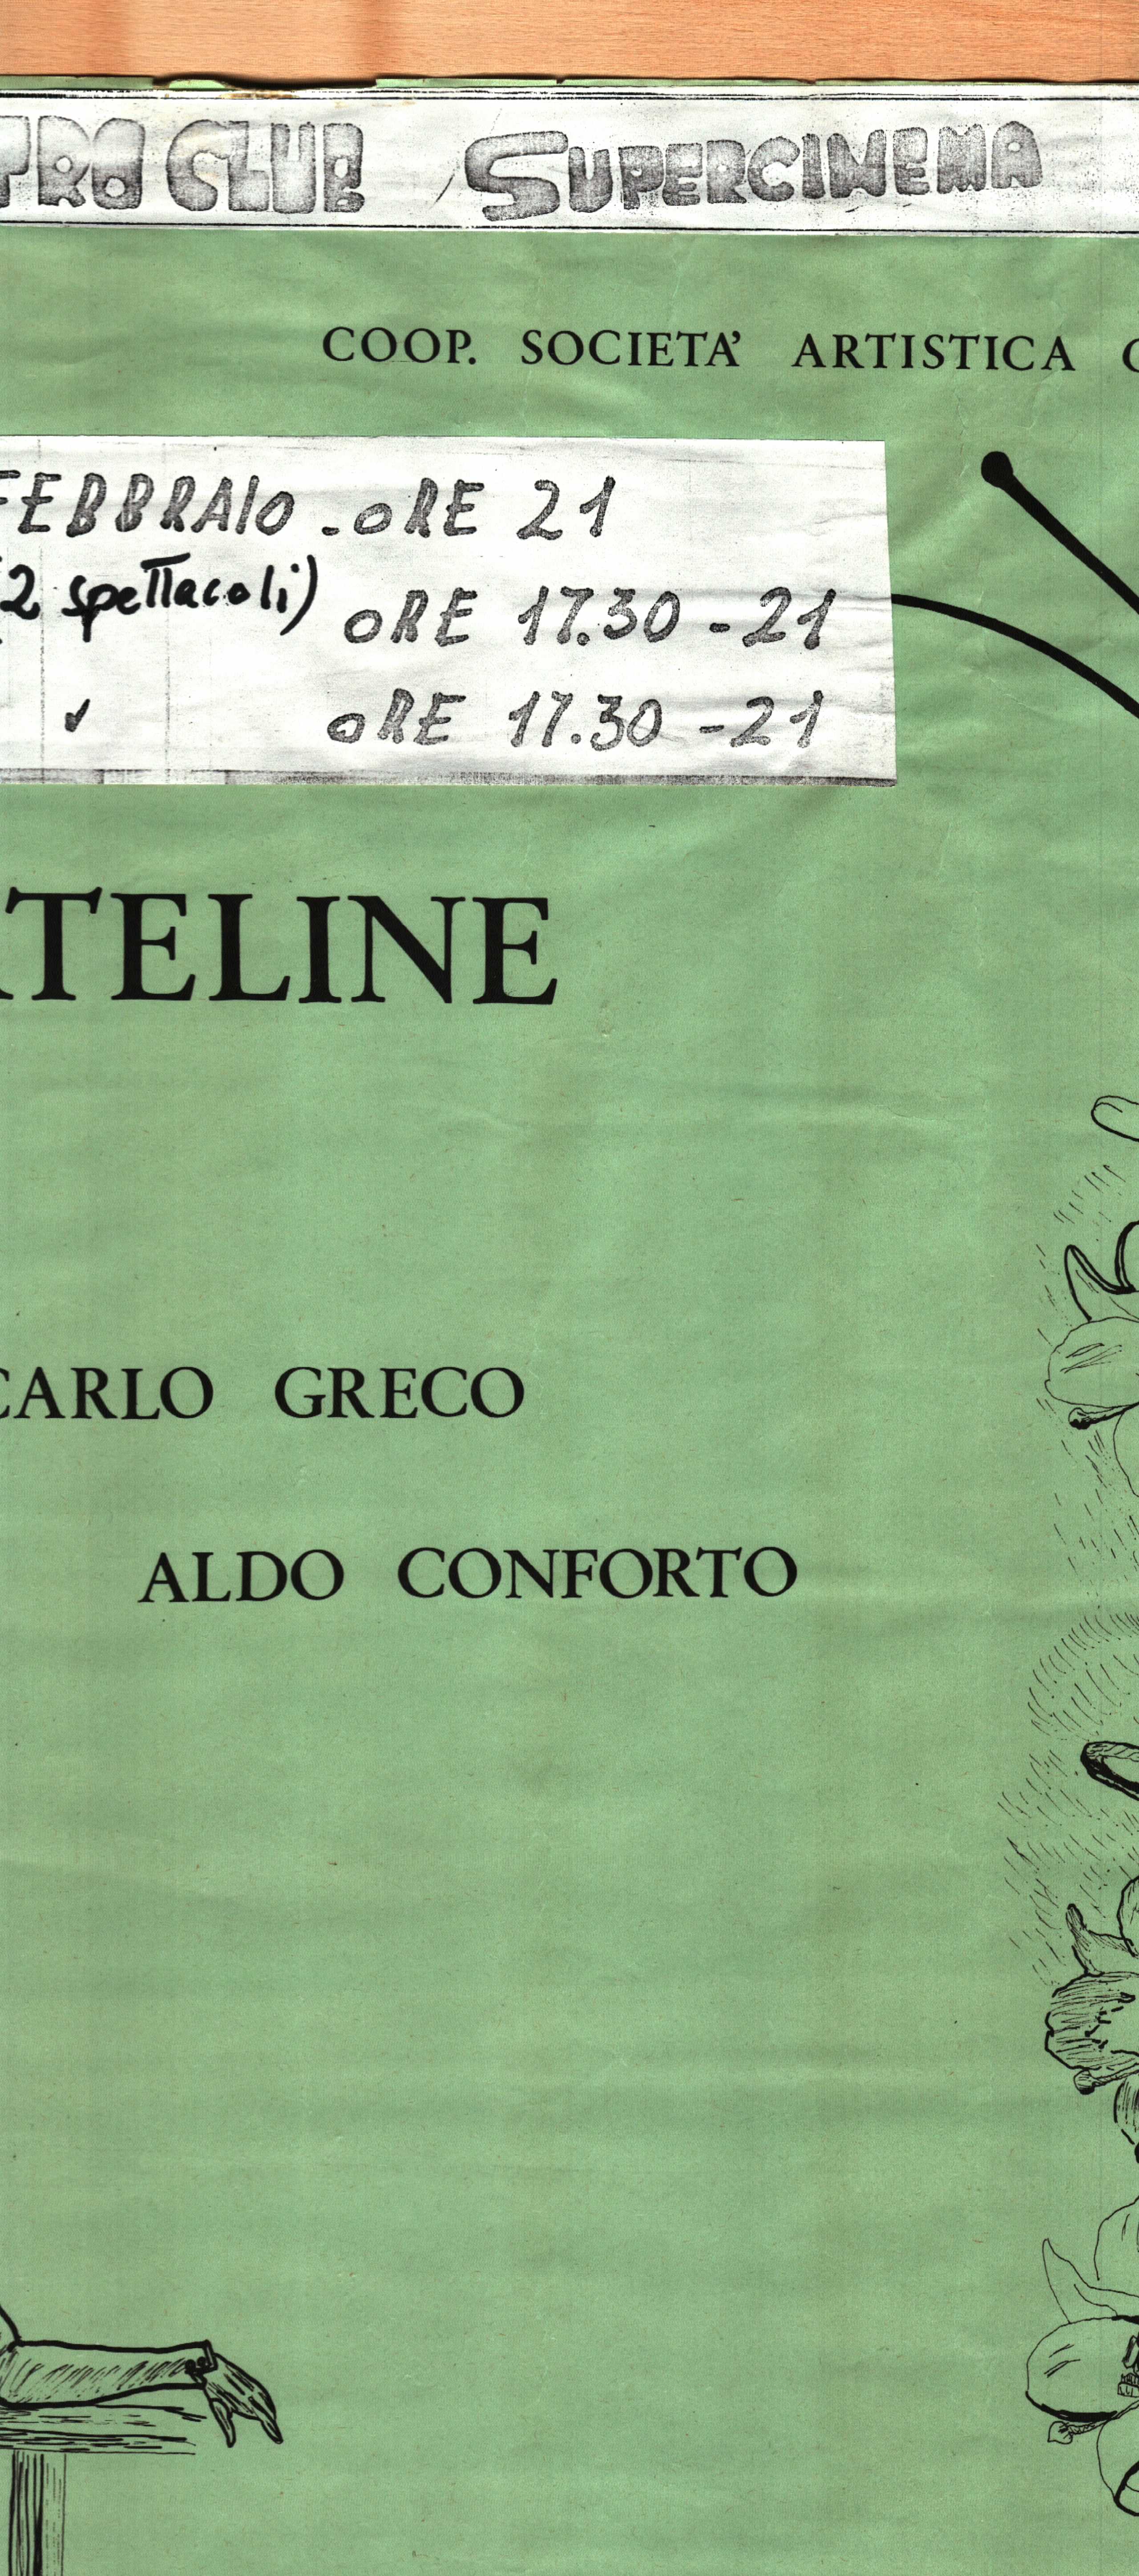 TRO CLUB SUPERCINEMA
COOP. SOCIETA' ARTISTICA
FEBBRAIO - ORE 21
(2 spettacoli) ORE 17.30 - 21
ORE 17.30 - 21
TELINE
CARLO GRECO
ALDO CONFORTO